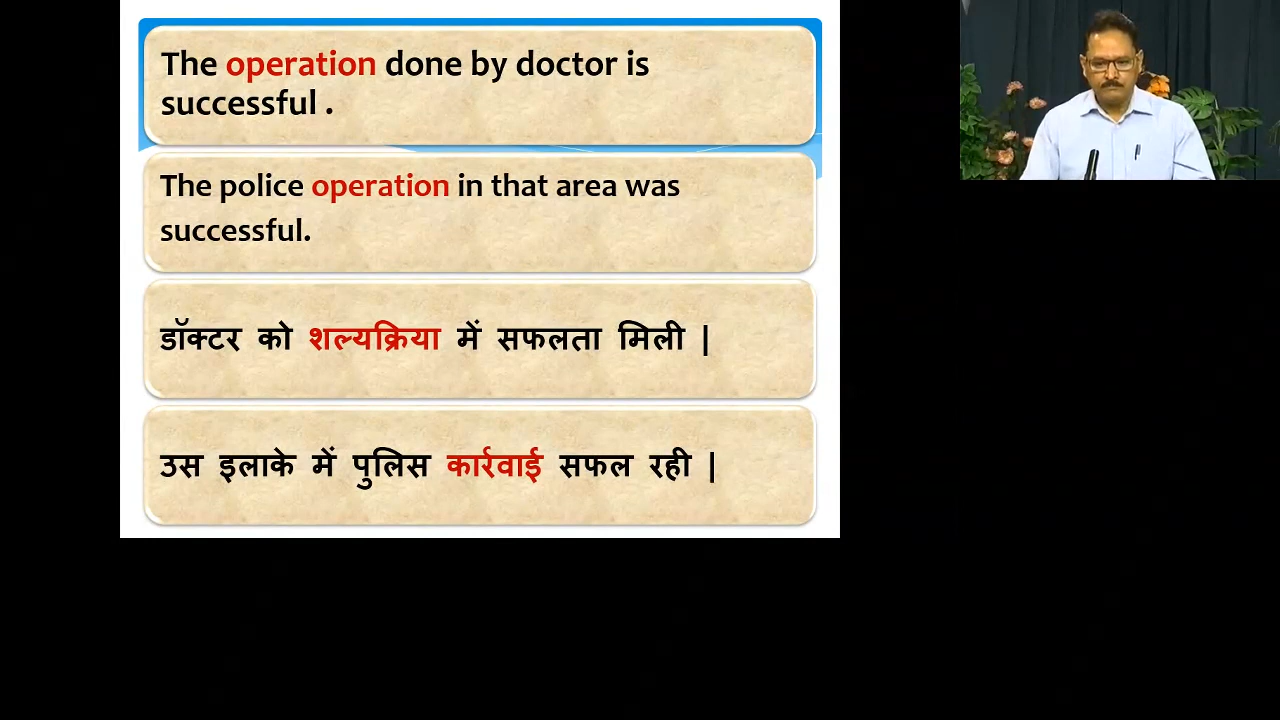 The operation done by doctor is
successful .
The police operation in that area was
successful.
डॉक्टर को शल्यक्रिया में सफलता मिली |
उस इलाके में पुलिस कार्रवाई सफल रही |